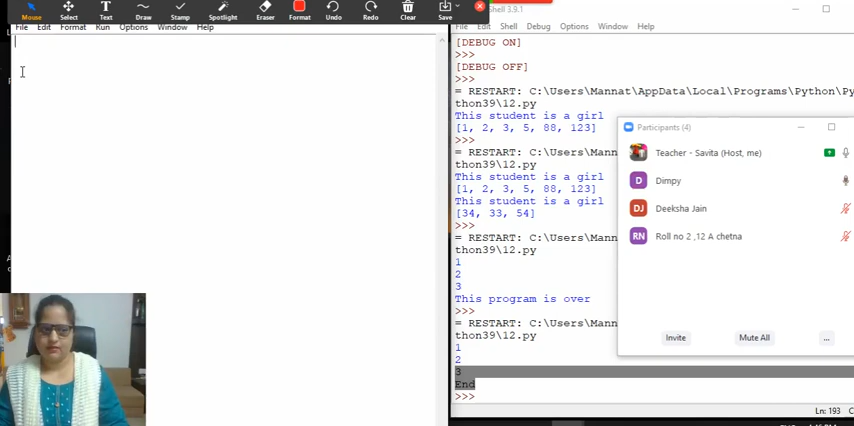 Mouse Select Text Draw Stamp Spotlight Eraser Format Undo Redo Clear Save
File Edit Format Run Options Window Help
Shell 3.9.1
File Edit Shell Debug Options Window Help
[DEBUG ON]
>>>
[DEBUG OFF]
>>>
= RESTART: C:\Users\Mannat\AppData\Local\Programs\Python\Py
thon39\12.py
This student is a girl
[1, 2, 3, 5, 88, 123]
>>>
= RESTART: C:\Users\Mann
thon39\12.py
This student is a girl
[1, 2, 3, 5, 88, 123]
This student is a girl
[34, 33, 54]
>>>
= RESTART: C:\Users\Mann
thon39\12.py
1
2
3
This program is over
>>>
= RESTART: C:\Users\Mann
thon39\12.py
1
2
3
End
>>>
Ln: 193
Participants (4)
Teacher - Savita (Host, me)
D Dimpy
DJ Deeksha Jain
RN Roll no 2 ,12 A chetna
Invite Mute All ...